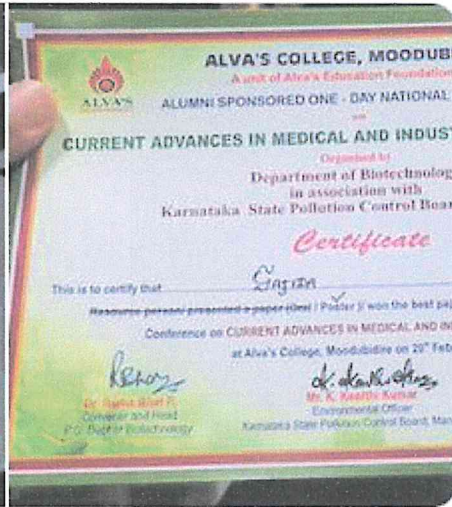 ALVA'S COLLEGE, MOODUB
A unit of Alva's Education Foundation
ALVA'S
ALUMNI SPONSORED ONE - DAY NATIONAL
on
CURRENT ADVANCES IN MEDICAL AND INDUST
Organised by
Department of Biotechnolog
in association with
Karnataka State Pollution Control Boar
Certificate
This is to certify that
Resource person/ presented a paper (Oral / Poster )/ won the best pap
Conference on CURRENT ADVANCES IN MEDICAL AND IN
at Alva's College, Moodubidire on 20th Feb
Convener and Head
Mr. K. Keerthi Kumar
P.G. Dept of Biotechnology
Environmental Officer
Karnataka State Pollution Control Board, Man